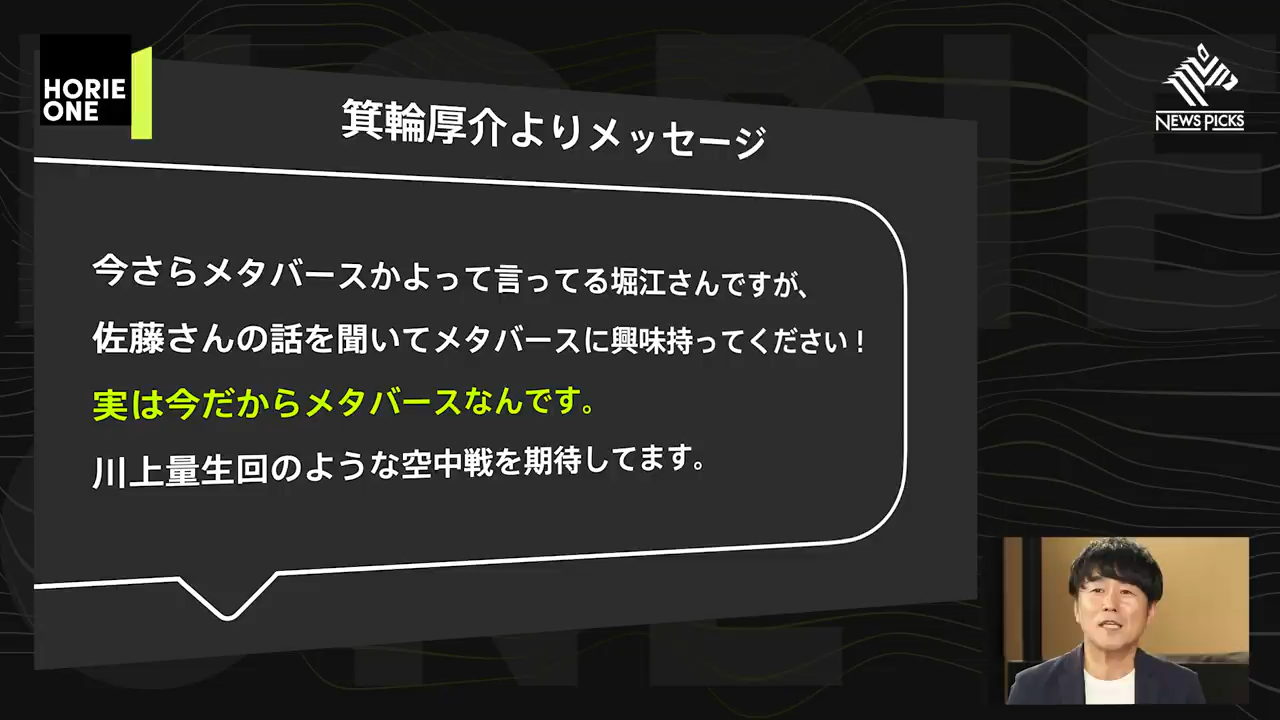 HORIE
ONE
NEWSPICKS
箕輪厚介よりメッセージ
今さらメタバースかよって言ってる堀江さんですが、
佐藤さんの話を聞いてメタバースに興味持ってください！
実は今だからメタバースなんです。
川上量生回のような空中戦を期待してます。